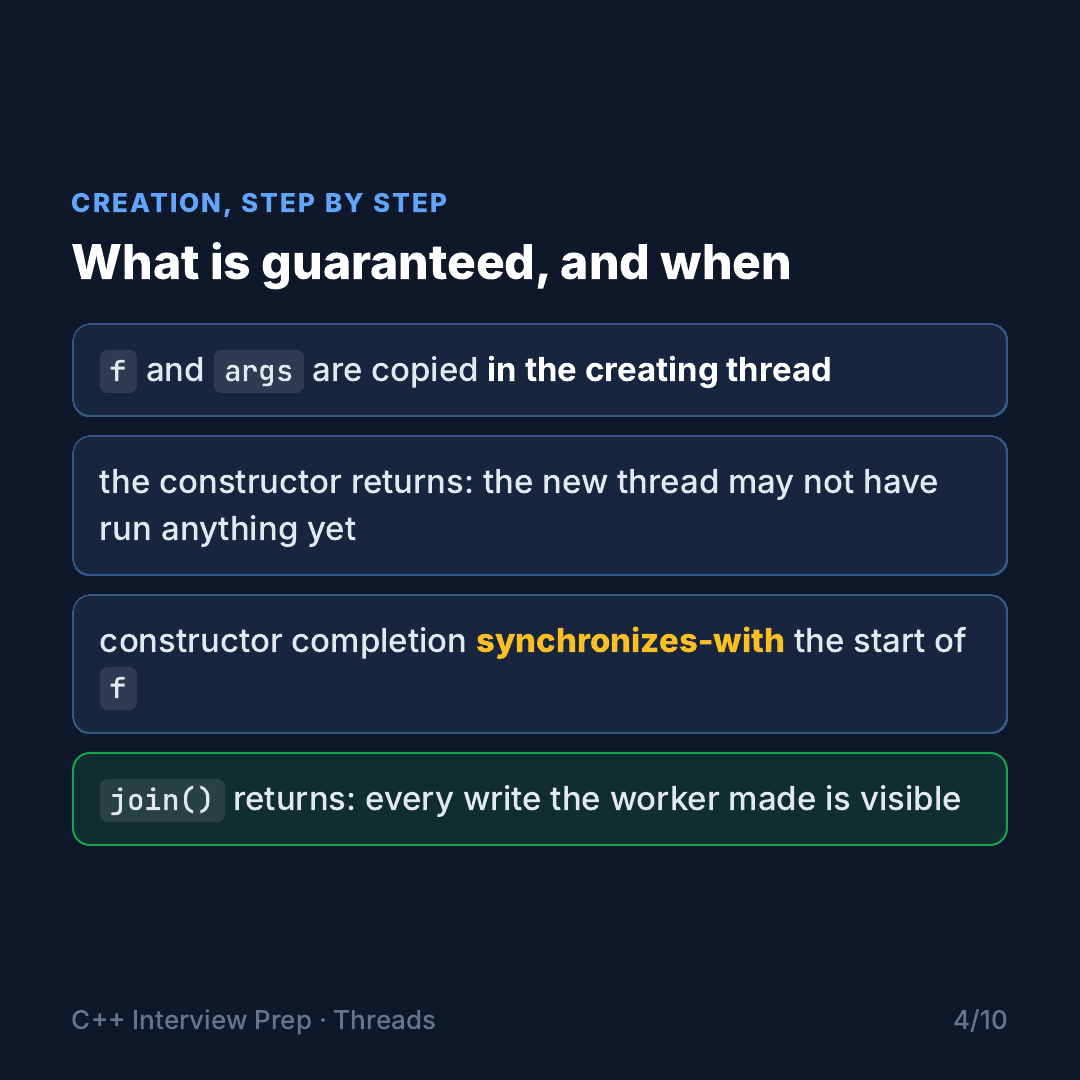 CREATION, STEP BY STEP
What is guaranteed, and when
f and args are copied in the creating thread
the constructor returns: the new thread may not have
run anything yet
constructor completion synchronizes-with the start of
f
join() returns: every write the worker made is visible
C++ Interview Prep · Threads
4/10